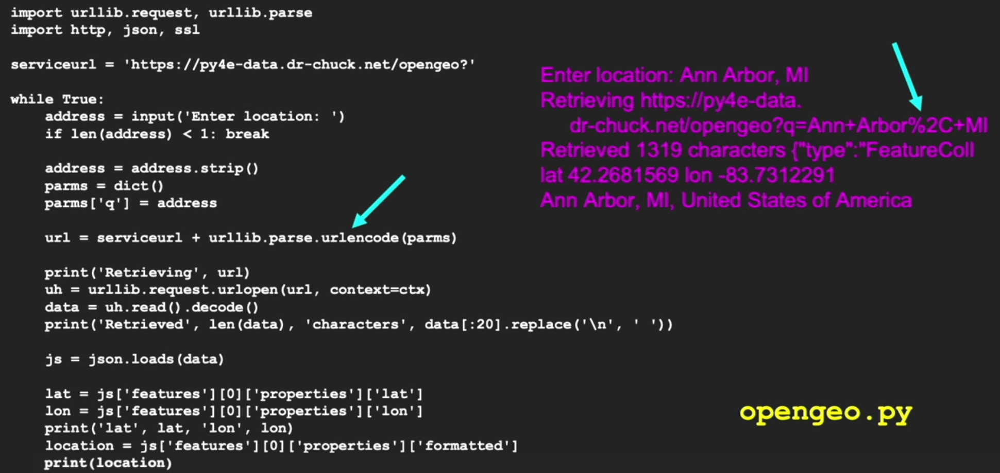 import urllib.request, urllib.parse
import http, json, ssl

serviceurl = 'https://py4e-data.dr-chuck.net/opengeo?'

while True:
    address = input('Enter location: ')
    if len(address) < 1: break

    address = address.strip()
    parms = dict()
    parms['q'] = address

    url = serviceurl + urllib.parse.urlencode(parms)

    print('Retrieving', url)
    uh = urllib.request.urlopen(url, context=ctx)
    data = uh.read().decode()
    print('Retrieved', len(data), 'characters', data[:20].replace('\n', ' '))

    js = json.loads(data)

    lat = js['features'][0]['properties']['lat']
    lon = js['features'][0]['properties']['lon']
    print('lat', lat, 'lon', lon)
    location = js['features'][0]['properties']['formatted']
    print(location)

Enter location: Ann Arbor, MI
Retrieving https://py4e-data.
    dr-chuck.net/opengeo?q=Ann+Arbor%2C+MI
Retrieved 1319 characters {"type":"FeatureColl
lat 42.2681569 lon -83.7312291
Ann Arbor, MI, United States of America

opengeo.py